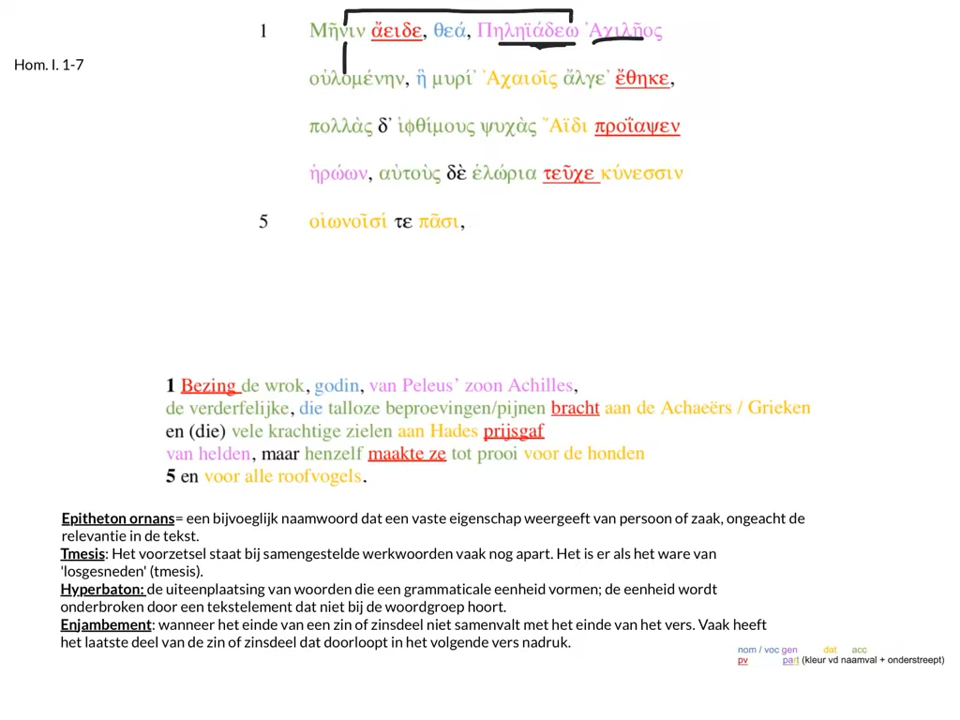 1 Μῆνιν ἄειδε, θεά, Πηληϊάδεω Ἀχιλῆος
Hom. I. 1-7
οὐλομένην, ἣ μυρί’ Ἀχαιοῖς ἄλγε’ ἔθηκε,
πολλὰς δ’ ἰφθίμους ψυχὰς Ἄϊδι προΐαψεν
ἡρώων, αὐτοὺς δὲ ἑλώρια τεῦχε κύνεσσιν
5 οἰωνοῖσί τε πᾶσι,
1 Bezing de wrok, godin, van Peleus’ zoon Achilles,
de verderfelijke, die talloze beproevingen/pijnen bracht aan de Achaeërs / Grieken
en (die) vele krachtige zielen aan Hades prijsgaf
van helden, maar henzelf maakte ze tot prooi voor de honden
5 en voor alle roofvogels.
Epitheton ornans= een bijvoeglijk naamwoord dat een vaste eigenschap weergeeft van persoon of zaak, ongeacht de
relevantie in de tekst.
Tmesis: Het voorzetsel staat bij samengestelde werkwoorden vaak nog apart. Het is er als het ware van
'losgesneden' (tmesis).
Hyperbaton: de uiteenplaatsing van woorden die een grammaticale eenheid vormen; de eenheid wordt
onderbroken door een tekstelement dat niet bij de woordgroep hoort.
Enjambement: wanneer het einde van een zin of zinsdeel niet samenvalt met het einde van het vers. Vaak heeft
het laatste deel van de zin of zinsdeel dat doorloopt in het volgende vers nadruk.
nom / voc gen dat acc
pv part (kleur vd naamval + onderstreept)